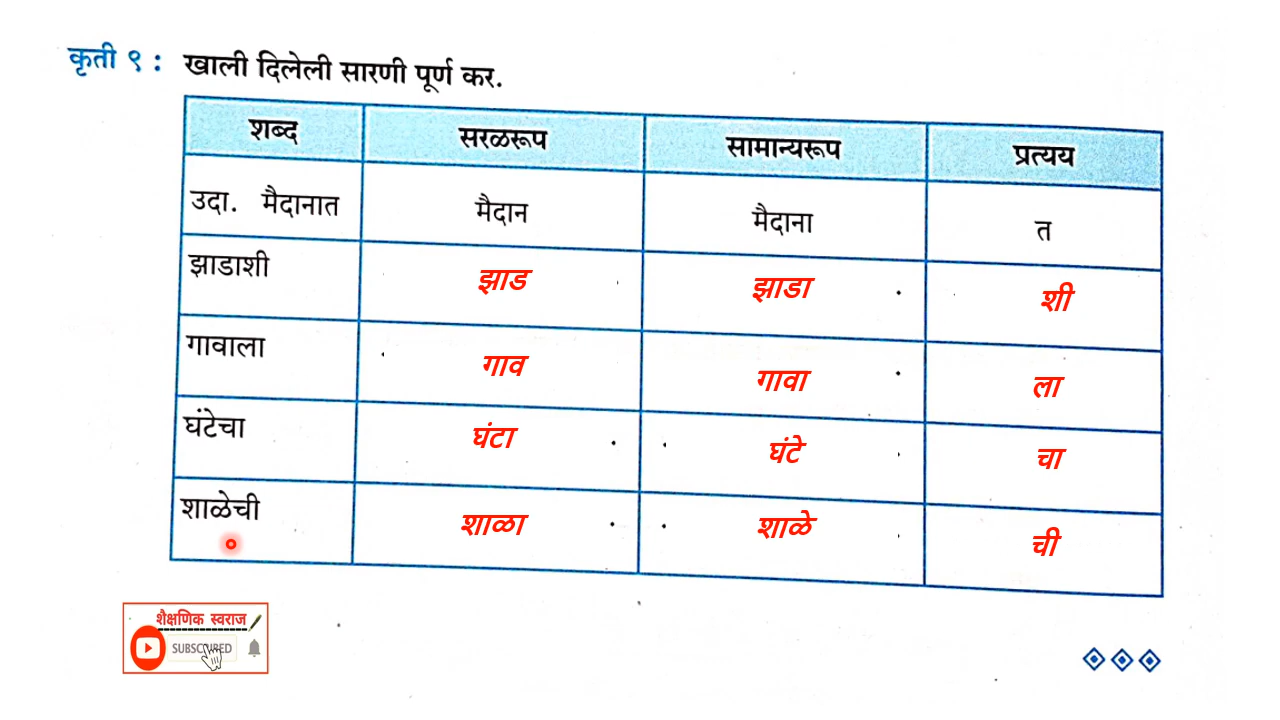 कृती ९ : खाली दिलेली सारणी पूर्ण कर.
शब्द सरळरूप सामान्यरूप प्रत्यय
उदा. मैदानात मैदान मैदाना त
झाडाशी झाड झाडा शी
गावाला गाव गावा ला
घंटेचा घंटा घंटे चा
शाळेची शाळा शाळे ची
शैक्षणिक स्वराज
SUBSCRIBED